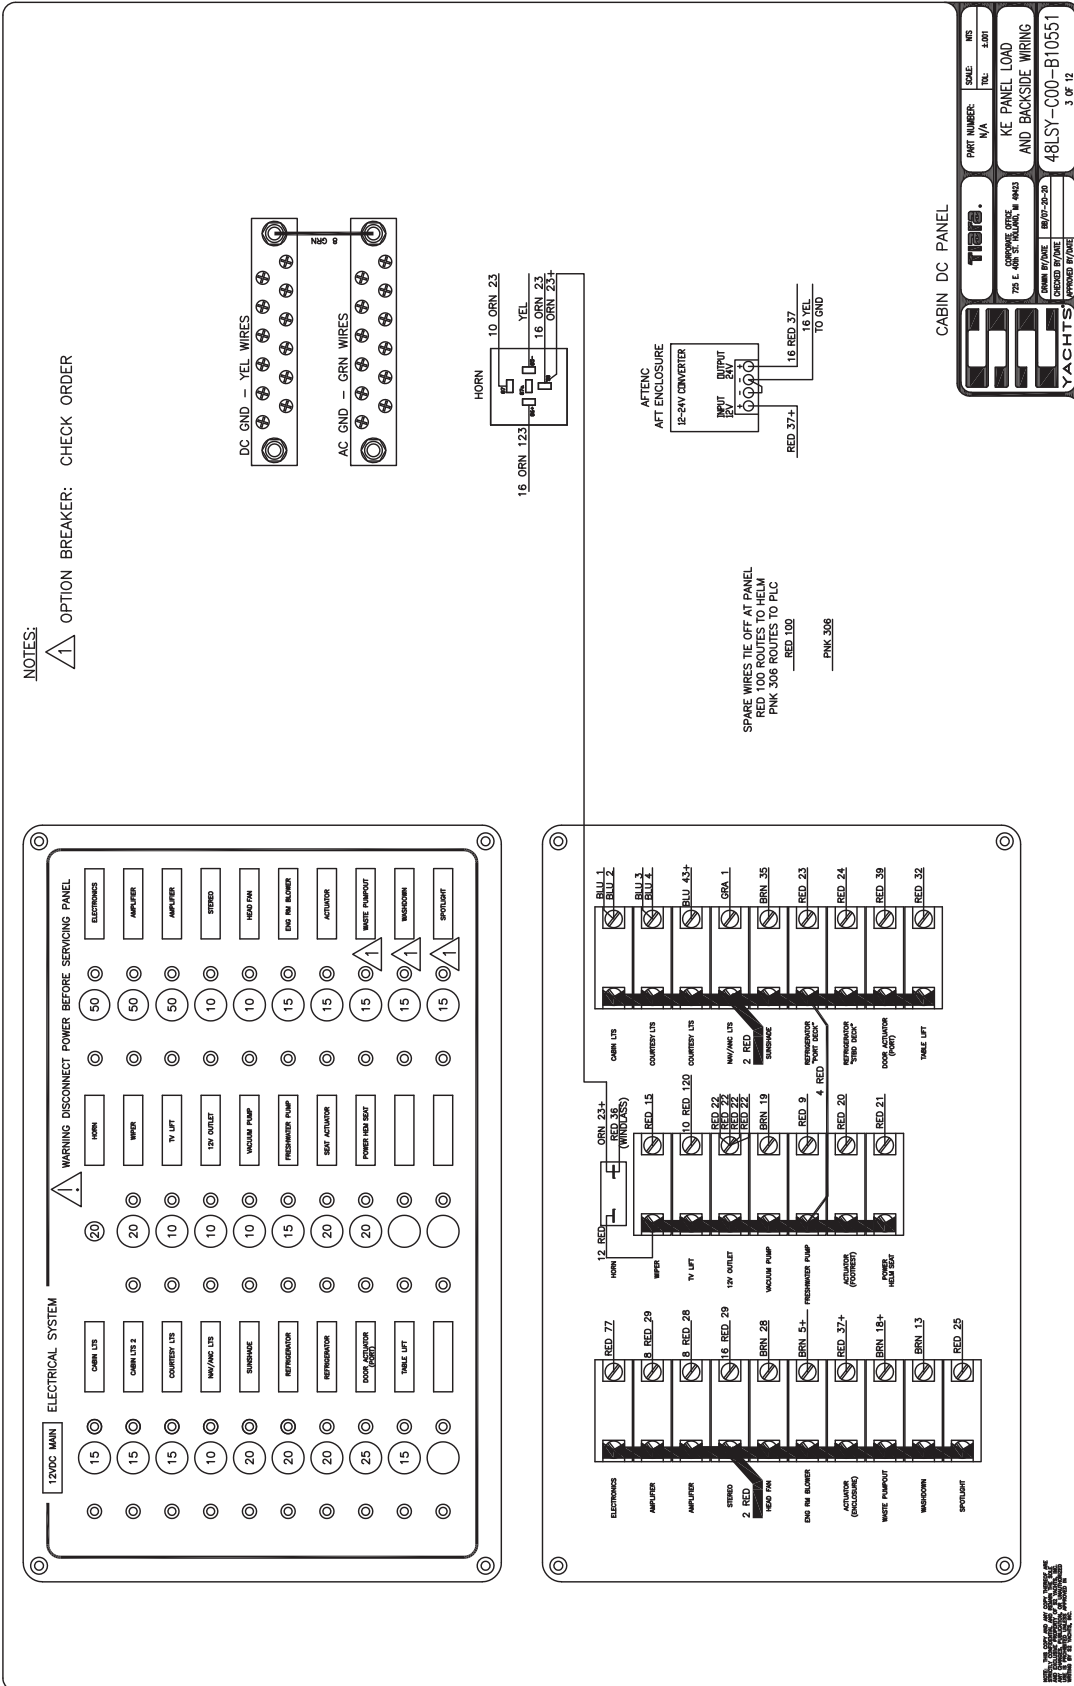 NOTES:
1
OPTION BREAKER: CHECK ORDER
12VDC MAIN
ELECTRICAL SYSTEM
WARNING DISCONNECT POWER BEFORE SERVICING PANEL
!
15
CABIN LTS
15
CABIN LTS 2
15
COURTESY LTS
10
NAV/ANC LTS
20
SUNSHADE
20
REFRIGERATOR
20
REFRIGERATOR
25
DOOR ACTUATOR
(PORT)
15
TABLE LIFT
20
HORN
20
WIPER
10
TV LIFT
10
12V OUTLET
10
VACUUM PUMP
15
FRESHWATER PUMP
20
SEAT ACTUATOR
20
POWER HEM SEAT
50
ELECTRONICS
50
AMPLIFIER
50
AMPLIFIER
10
STEREO
10
HEAD FAN
15
ENG RM BLOWER
15
ACTUATOR
15
1
WASTE PUMPOUT
15
1
WASHDOWN
15
1
SPOTLIGHT
DC GND - YEL WIRES
8 GRN
AC GND - GRN WIRES
HORN
16 ORN 123
10 ORN 23
YEL
16 ORN 23
ORN 23+
AFTENC
AFT ENCLOSURE
12-24V CONVERTER
INPUT
12V
OUTPUT
24V
+ - - +
RED 37+
16 RED 37
16 YEL
TO GND
SPARE WIRES TIE OFF AT PANEL
RED 100 ROUTES TO HELM
PNK 306 ROUTES TO PLC
RED 100
PNK 306
ELECTRONICS
RED 77
AMPLIFIER
8 RED 29
AMPLIFIER
8 RED 28
STEREO
16 RED 29
2 RED
HEAD FAN
BRN 28
ENG RM BLOWER
BRN 5+
ACTUATOR
(ENCLOSURE)
RED 37+
WASTE PUMPOUT
BRN 18+
WASHDOWN
BRN 13
SPOTLIGHT
RED 25
HORN
12 RED
ORN 23+
RED 36
(WINDLASS)
WIPER
RED 15
TV LIFT
10 RED 120
12V OUTLET
RED 22
RED 22
RED 22
RED 22
VACUUM PUMP
BRN 19
FRESHWATER PUMP
RED 9
4 RED
ACTUATOR
(FOOTREST)
RED 20
POWER
HELM SEAT
RED 21
CABIN LTS
BLU 1
BLU 2
COURTESY LTS
BLU 3
BLU 4
COURTESY LTS
BLU 43+
NAV/ANC LTS
GRA 1
2 RED
SUNSHADE
BRN 35
REFRIGERATOR
"PORT DECK"
RED 23
REFRIGERATOR
"STBD DECK"
RED 24
DOOR ACTUATOR
(PORT)
RED 39
TABLE LIFT
RED 32
CABIN DC PANEL
YACHTS
Tiara.
CORPORATE OFFICE
725 E. 40th ST. HOLLAND, MI 49423
DRAWN BY/DATE BB/07-20-20
CHECKED BY/DATE
APPROVED BY/DATE
PART NUMBER:
N/A
SCALE: NTS
TOL: ±.001
KE PANEL LOAD
AND BACKSIDE WIRING
48LSY-C00-B10551
3 OF 12